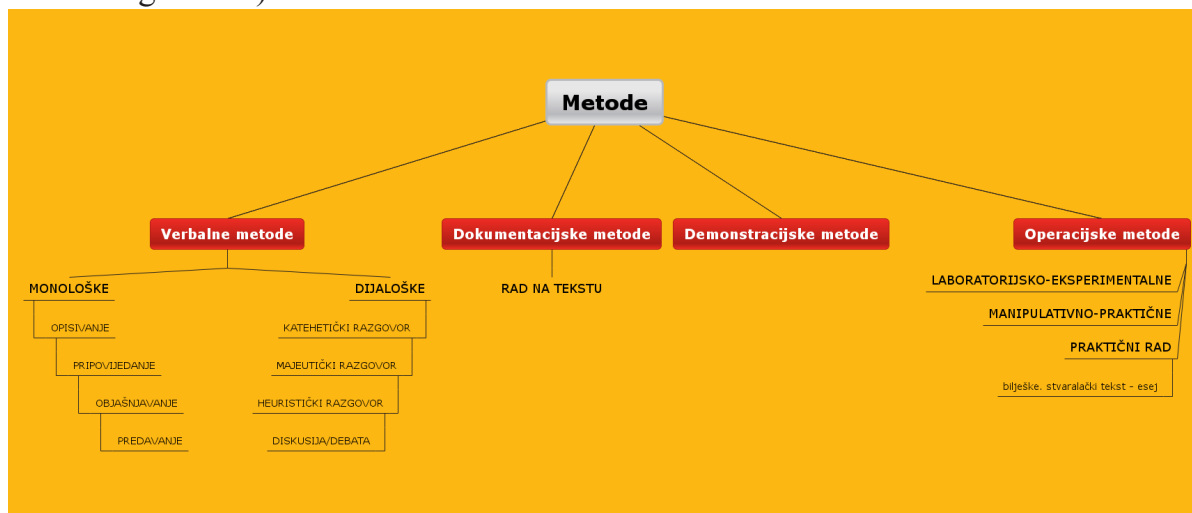 Metode
Verbalne metode
Dokumentacijske metode
Demonstracijske metode
Operacijske metode
MONOLOŠKE
OPISIVANJE
PRIPOVIJEDANJE
OBJAŠNJAVANJE
PREDAVANJE
DIJALOŠKE
KATEHETIČKI RAZGOVOR
MAJEUTIČKI RAZGOVOR
HEURISTIČKI RAZGOVOR
DISKUSIJA/DEBATA
RAD NA TEKSTU
LABORATORIJSKO-EKSPERIMENTALNE
MANIPULATIVNO-PRAKTIČNE
PRAKTIČNI RAD
bilješke. stvaralački tekst - esej